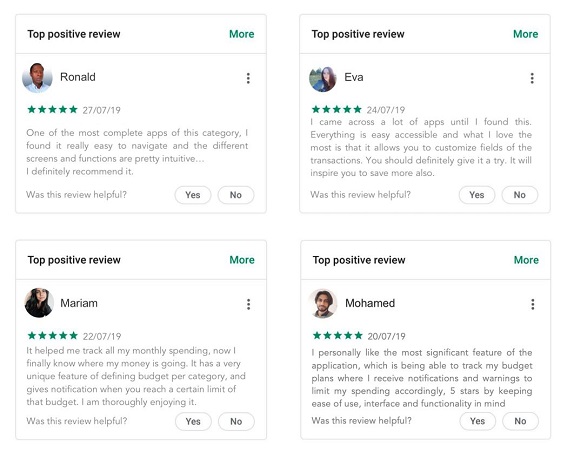 Top positive review More
Ronald
27/07/19
One of the most complete apps of this category, I
found it really easy to navigate and the different
screens and functions are pretty intuitive...
I definitely recommend it.
Was this review helpful? Yes No
Top positive review More
Eva
24/07/19
I came across a lot of apps until I found this.
Everything is easy accessible and what I love the
most is that it allows you to customize fields of the
transactions. You should definitely give it a try. It will
inspire you to save more also.
Was this review helpful? Yes No
Top positive review More
Mariam
22/07/19
It helped me track all my monthly spending, now I
finally know where my money is going. It has a very
unique feature of defining budget per category, and
gives notification when you reach a certain limit of
that budget. I am thoroughly enjoying it.
Was this review helpful? Yes No
Top positive review More
Mohamed
20/07/19
I personally like the most significant feature of the
application, which is being able to track my budget
plans where I receive notifications and warnings to
limit my spending accordingly, 5 stars by keeping
ease of use, interface and functionality in mind
Was this review helpful? Yes No